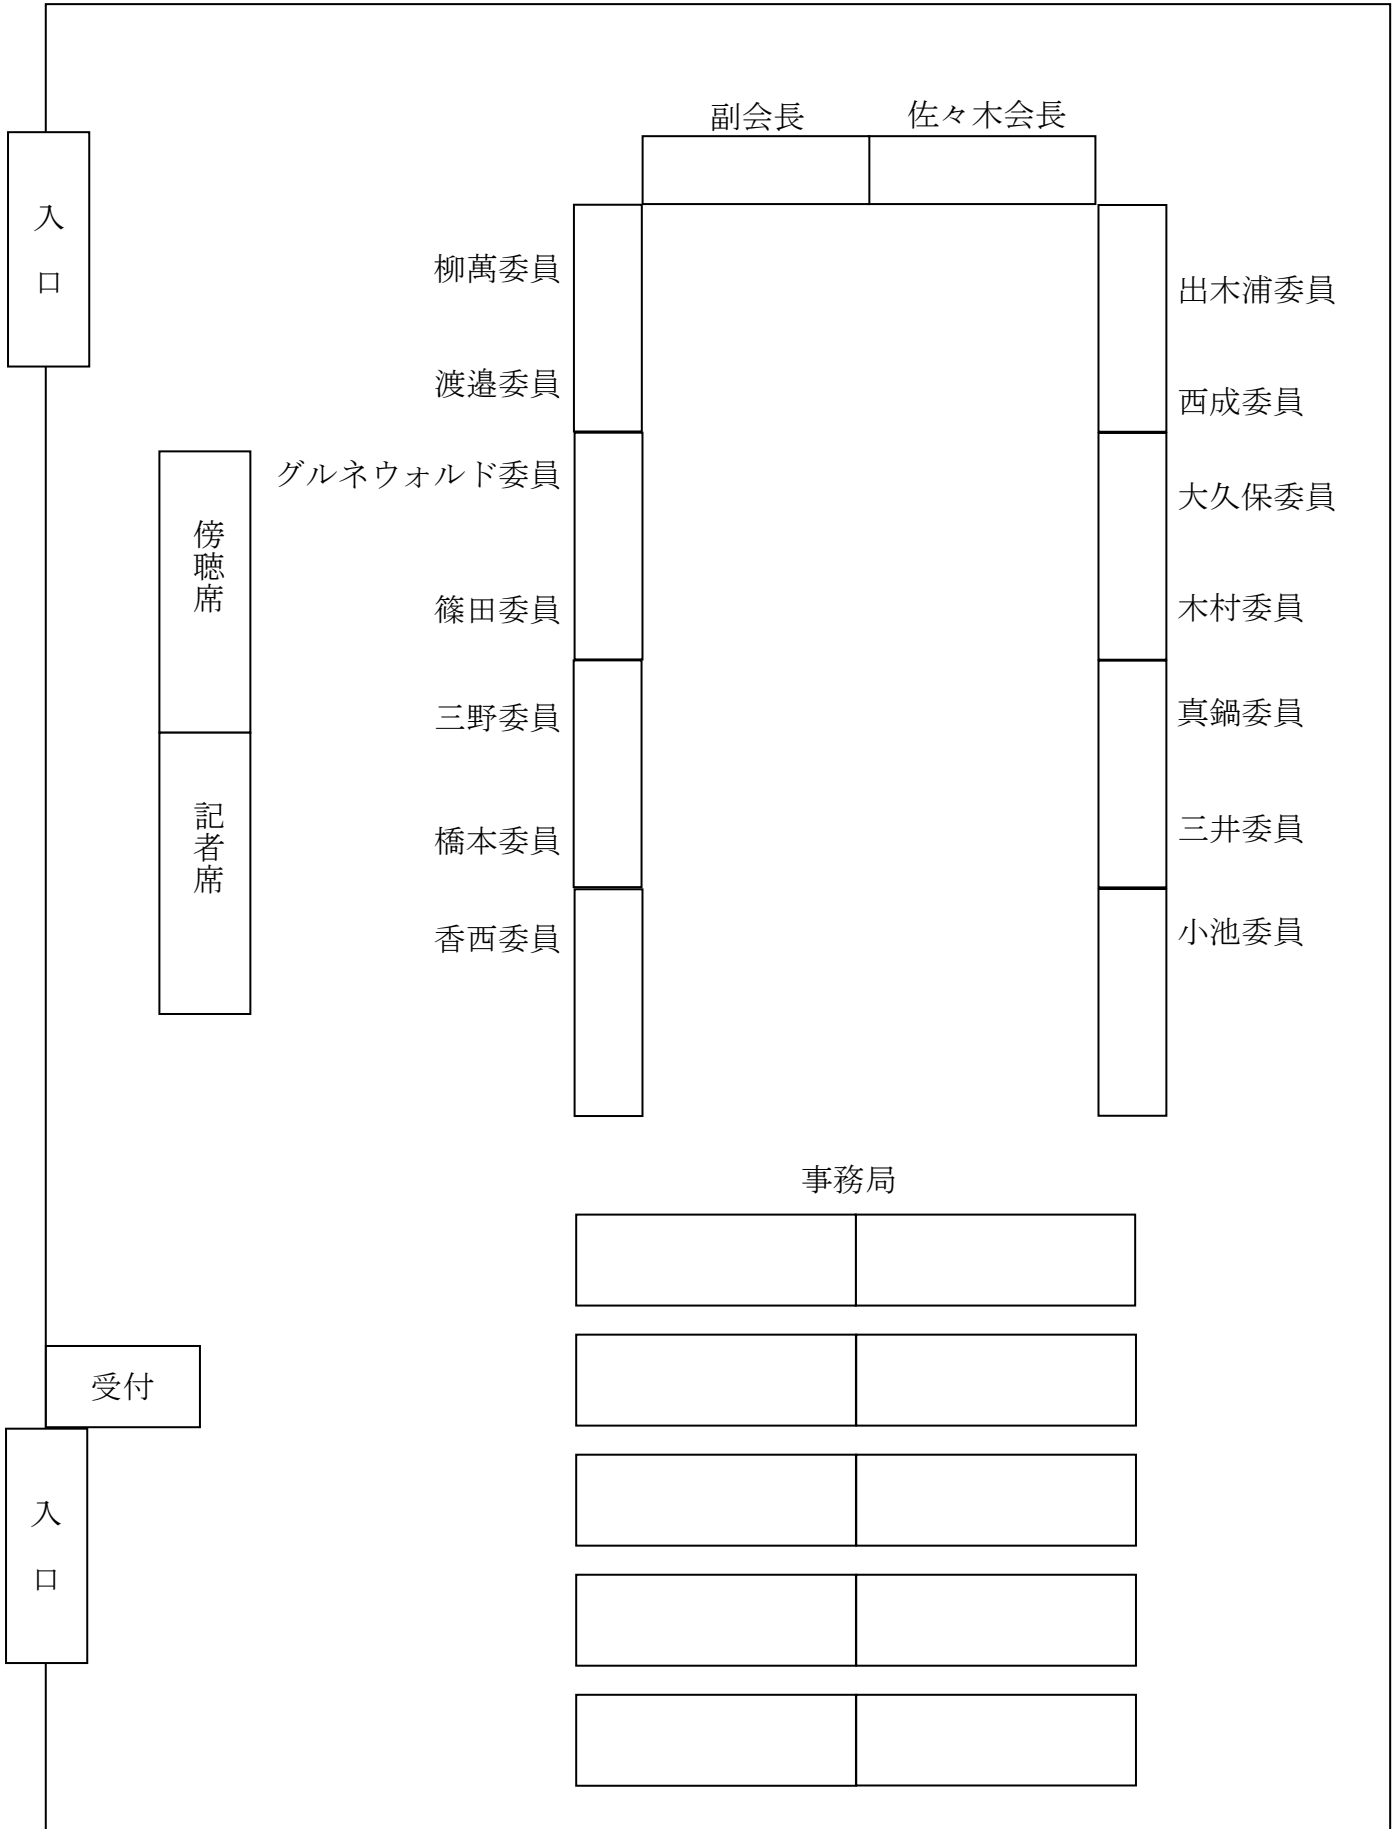 副会長
佐々木会長
入口
柳萬委員
出木浦委員
渡邉委員
西成委員
グルネウォルド委員
大久保委員
傍聴席
篠田委員
木村委員
三野委員
真鍋委員
記者席
橋本委員
三井委員
香西委員
小池委員
事務局
受付
入口